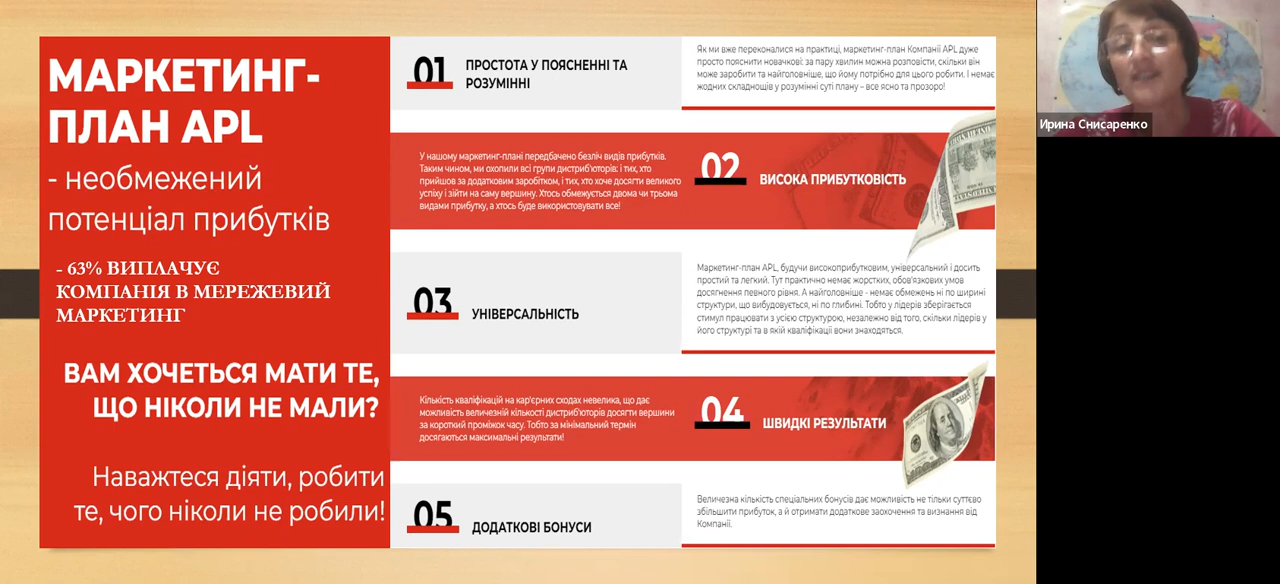 МАРКЕТИНГ-
ПЛАН APL
- необмежений
потенціал прибутків
- 63% ВИПЛАЧУЄ
КОМПАНІЯ В МЕРЕЖЕВИЙ
МАРКЕТИНГ
ВАМ ХОЧЕТЬСЯ МАТИ ТЕ,
ЩО НІКОЛИ НЕ МАЛИ?
Наважтеся діяти, робити
те, чого ніколи не робили!
01
ПРОСТОТА У ПОЯСНЕННІ ТА
РОЗУМІННІ
Як ми вже переконалися на практиці, маркетинг-план Компанії APL дуже
просто пояснити новачкові: за пару хвилин можна розповісти, скільки він
може заробити та найголовніше, що йому потрібно для цього робити. І немає
жодних складнощів у розумінні суті плану – все ясно та прозоро!
У нашому маркетинг-плані передбачено безліч видів прибутків.
Таким чином, ми охопили всі групи дистриб'юторів: і тих, хто
прийшов за додатковим заробітком, і тих, хто хоче досягти великого
успіху і зійти на саму вершину. Хтось обмежується двома чи трьома
видами прибутку, а хтось буде використовувати все!
02
ВИСОКА ПРИБУТКОВІСТЬ
03
УНІВЕРСАЛЬНІСТЬ
Маркетинг-план APL, будучи високоприбутковим, універсальний і досить
простий та легкий. Тут практично немає жорстких, обов'язкових умов
досягнення певного рівня. А найголовніше - немає обмежень ні по ширині
структури, що вибудовується, ні по глибині. Тобто у лідерів зберігається
стимул працювати з усією структурою, незалежно від того, скільки лідерів у
його структурі та в якій кваліфікації вони знаходяться.
Кількість кваліфікацій на кар'єрних сходах невелика, що дає
можливість величезній кількості дистриб'юторів досягти вершини
за короткий проміжок часу. Тобто за мінімальний термін
досягаються максимальні результати!
04
ШВИДКІ РЕЗУЛЬТАТИ
05
ДОДАТКОВІ БОНУСИ
Величезна кількість спеціальних бонусів дає можливість не тільки суттєво
збільшити прибуток, а й отримати додаткове заохочення та визнання від
Компанії.
Ирина Снисаренко